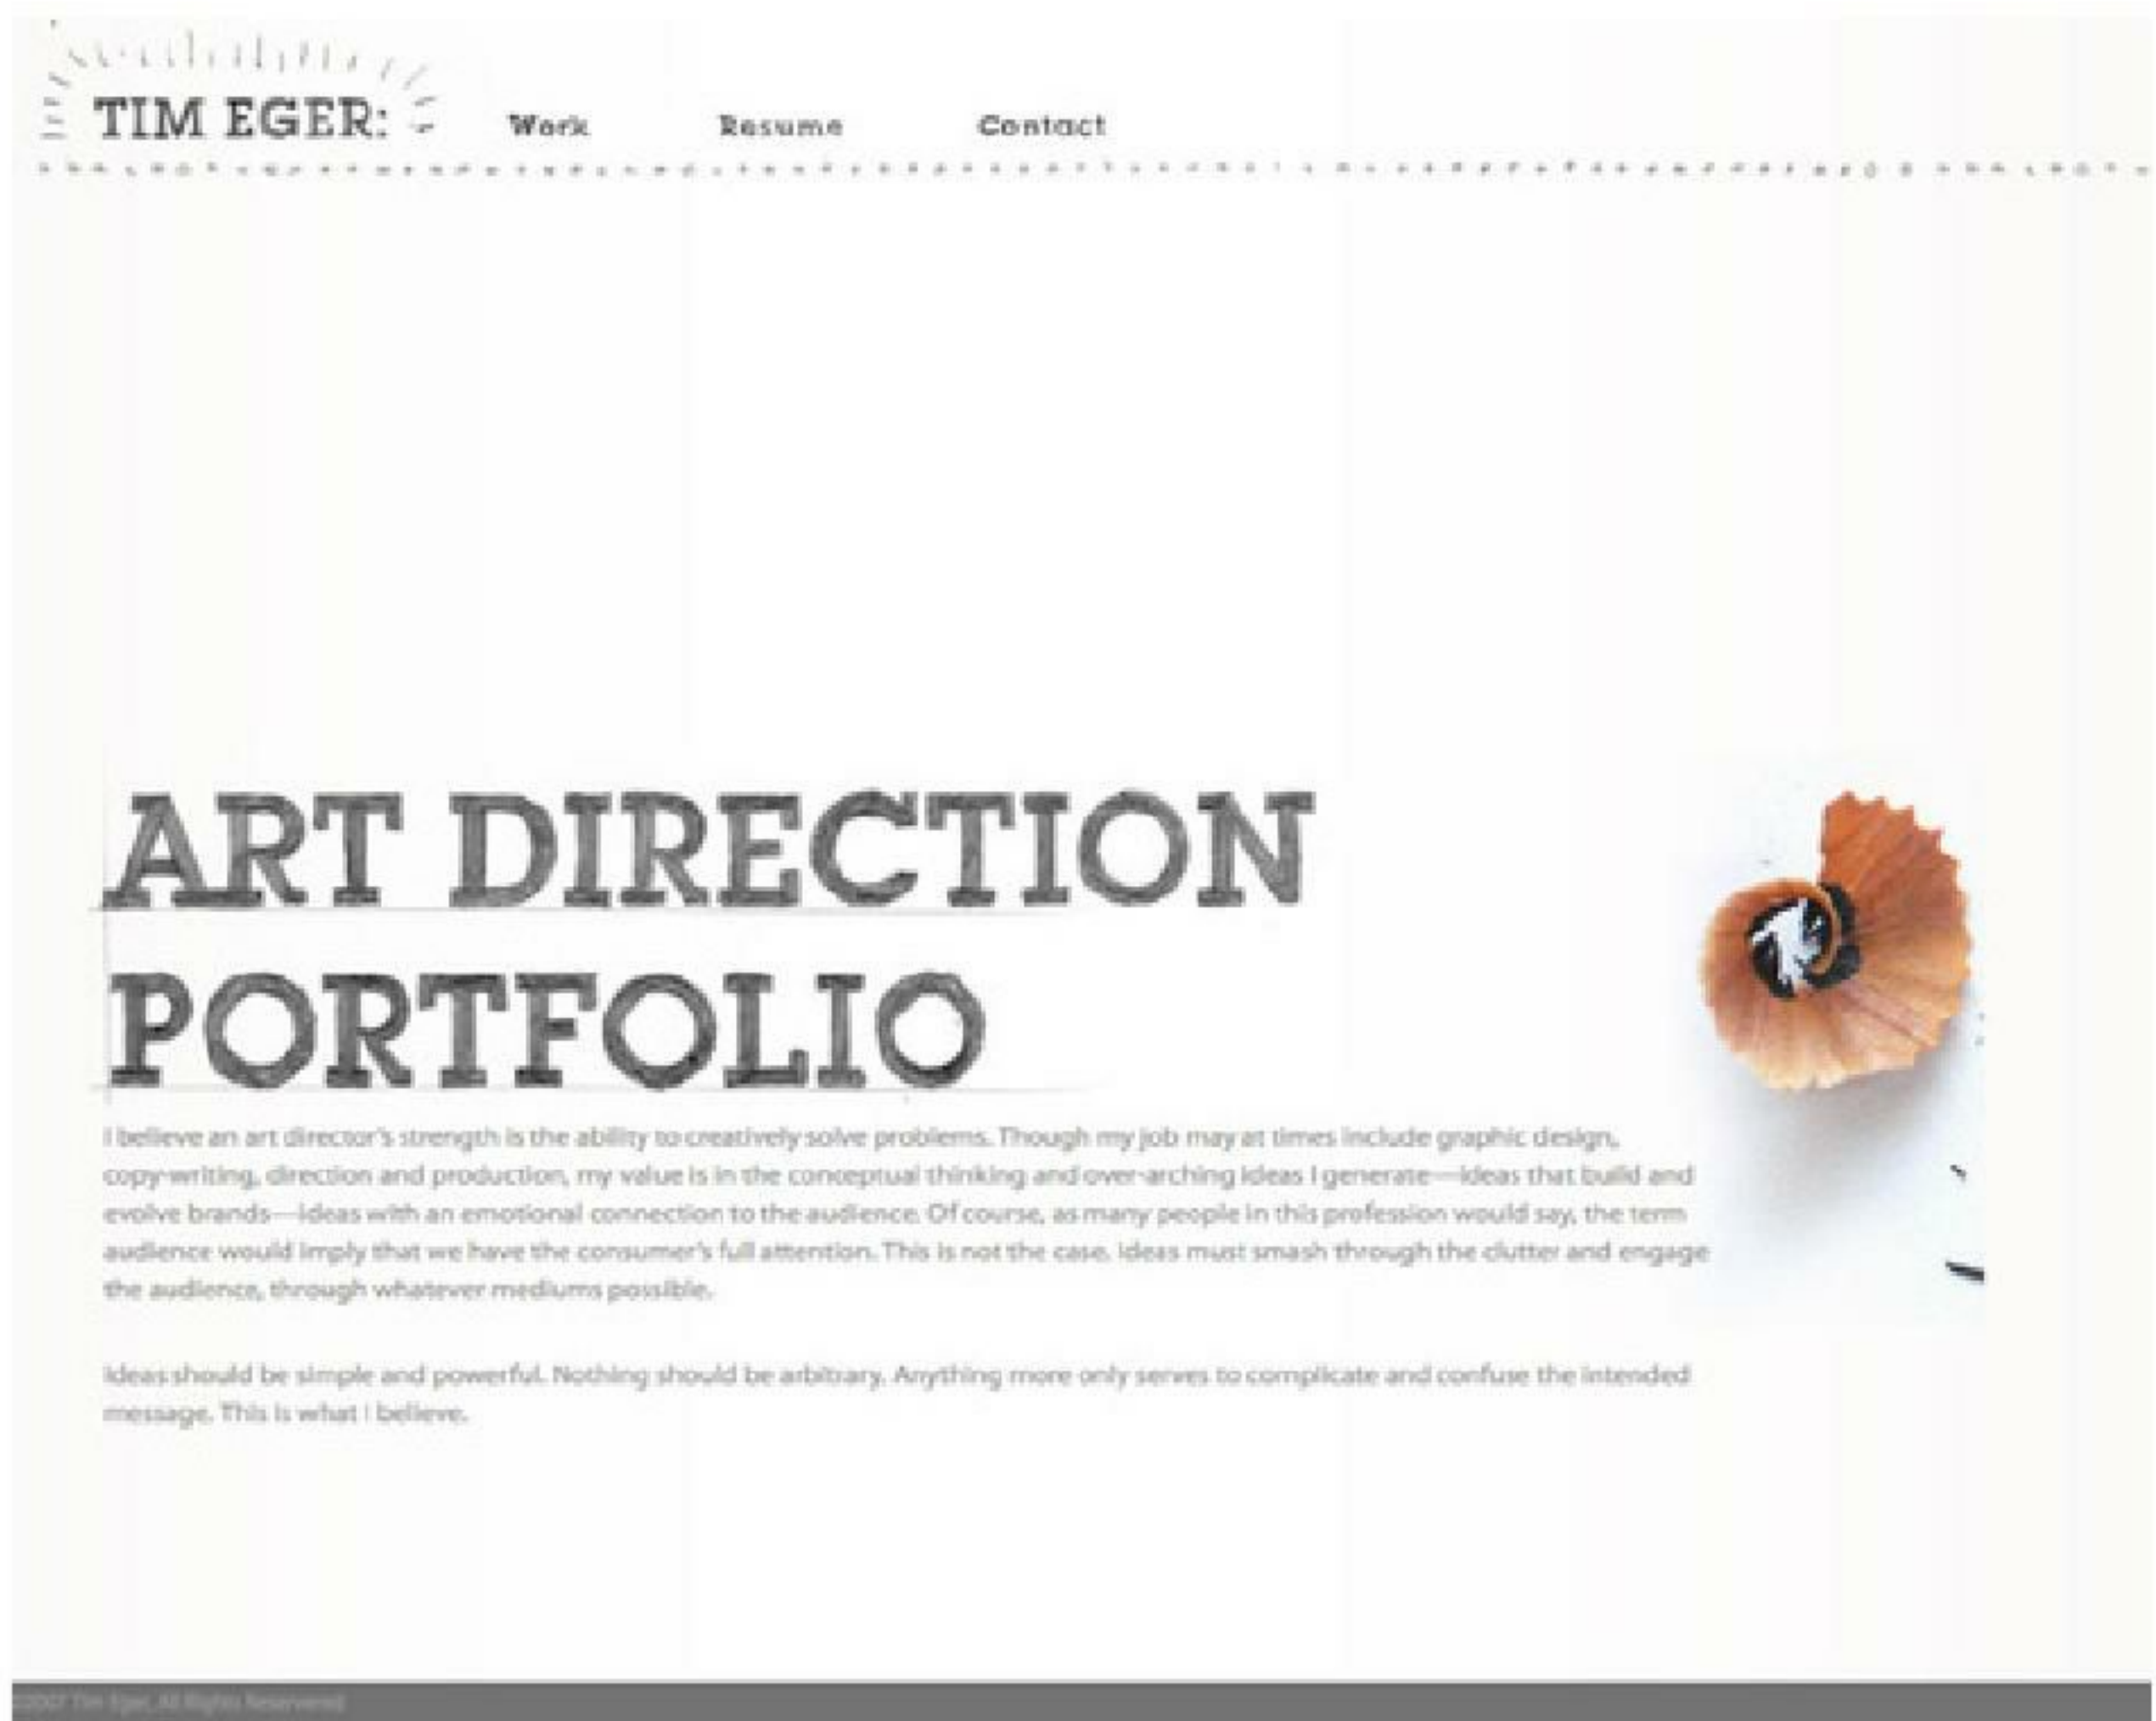 TIM EGER:
Work Resume Contact
ART DIRECTION
PORTFOLIO
I believe an art director's strength is the ability to creatively solve problems. Though my job may at times include graphic design,
copy-writing, direction and production, my value is in the conceptual thinking and over-arching ideas I generate—ideas that build and
evolve brands—ideas with an emotional connection to the audience. Of course, as many people in this profession would say, the term
audience would imply that we have the consumer's full attention. This is not the case. Ideas must smash through the clutter and engage
the audience, through whatever mediums possible.
Ideas should be simple and powerful. Nothing should be arbitrary. Anything more only serves to complicate and confuse the intended
message. This is what I believe.
©2007 Tim Eger, All Rights Reserverd